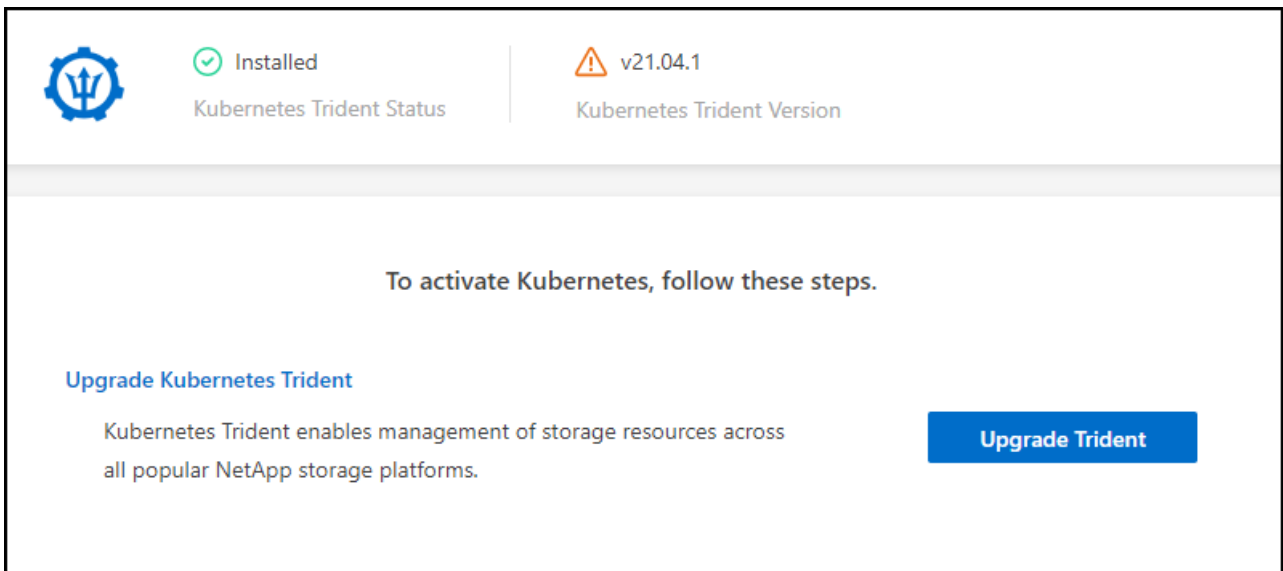 Installed
Kubernetes Trident Status
v21.04.1
Kubernetes Trident Version
To activate Kubernetes, follow these steps.
Upgrade Kubernetes Trident
Kubernetes Trident enables management of storage resources across
all popular NetApp storage platforms.
Upgrade Trident